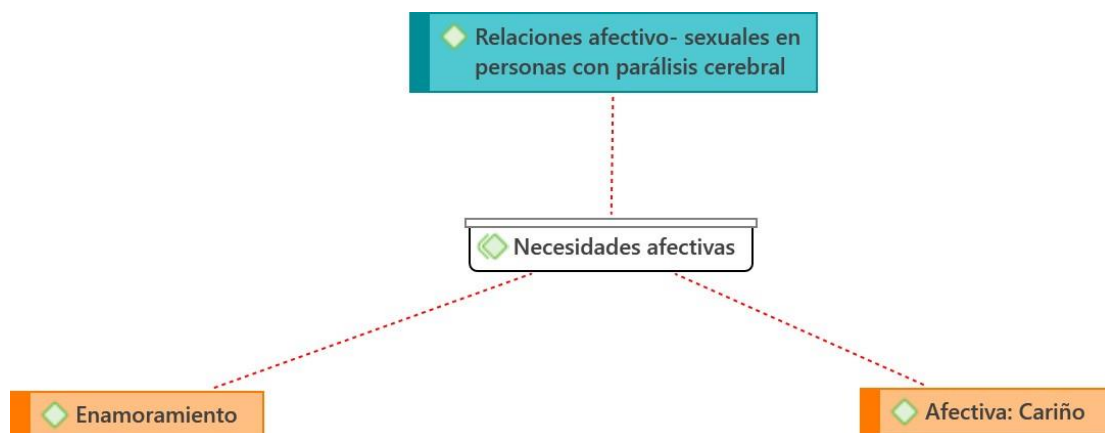 Relaciones afectivo- sexuales en
personas con parálisis cerebral
Necesidades afectivas
Enamoramiento
Afectiva: Cariño